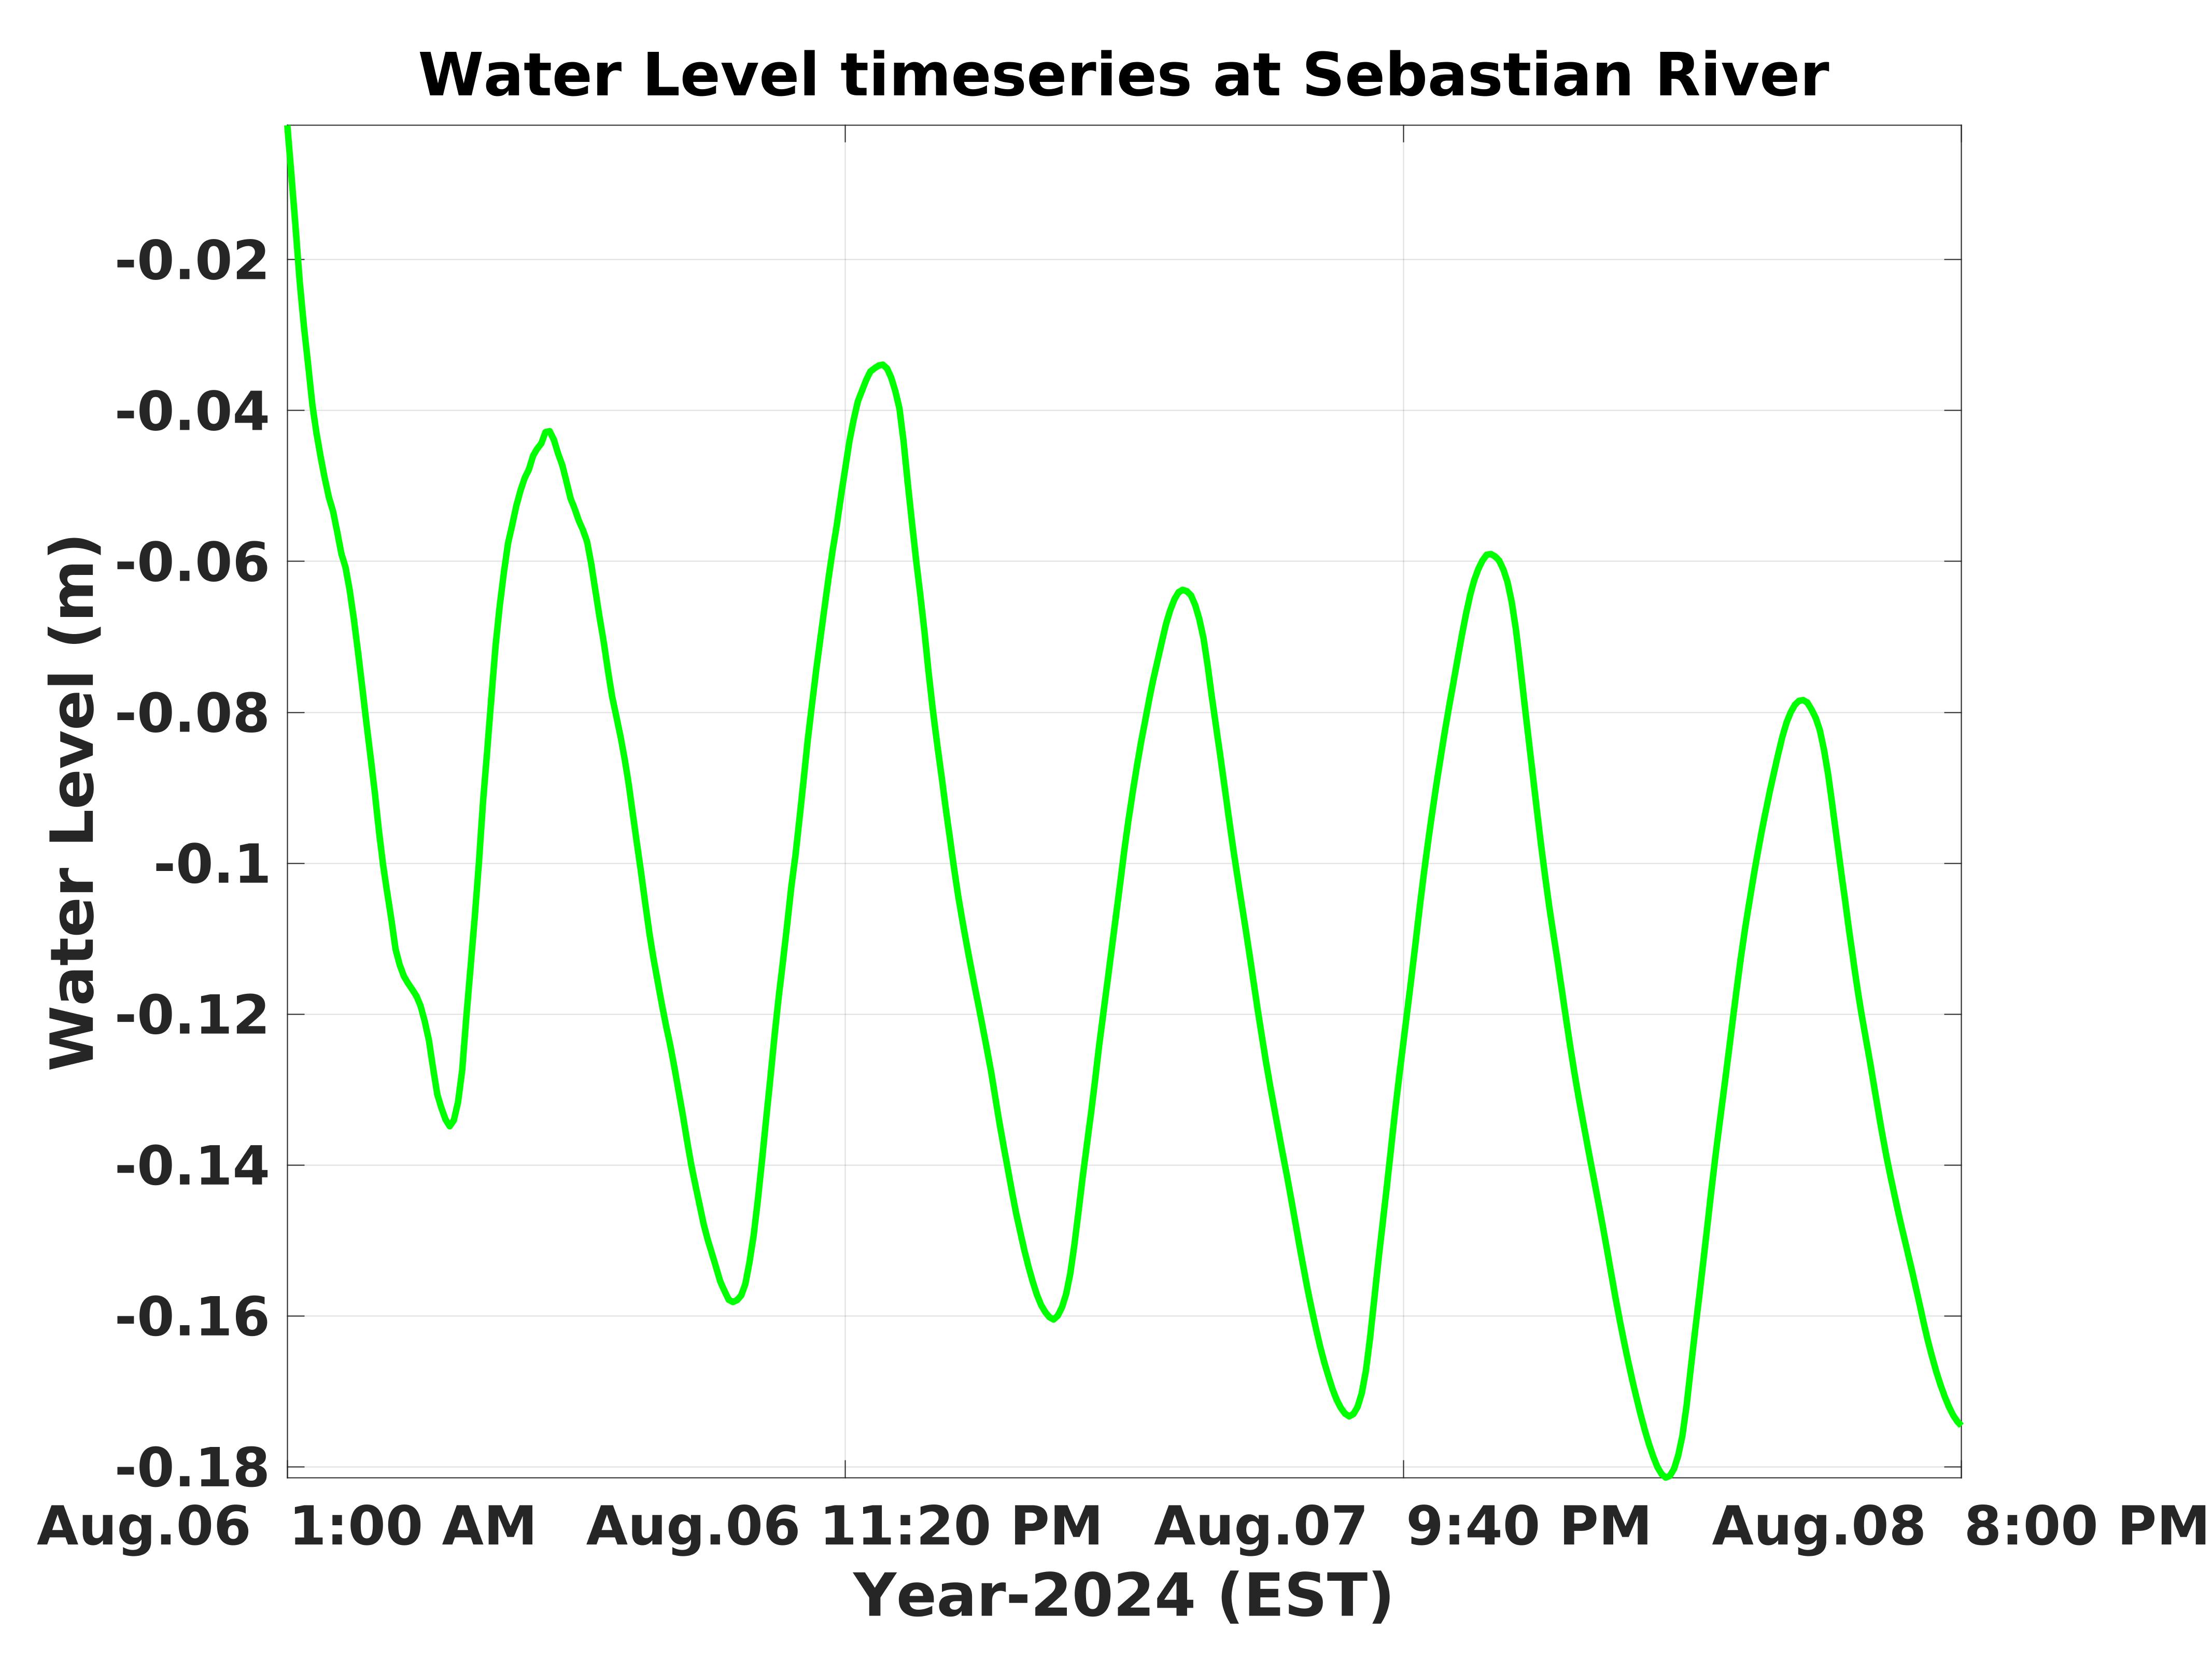 Water Level timeseries at Sebastian River
Water Level (m)
-0.02
-0.04
-0.06
-0.08
-0.1
-0.12
-0.14
-0.16
-0.18
Aug.06 1:00 AM Aug.06 11:20 PM Aug.07 9:40 PM Aug.08 8:00 PM
Year-2024 (EST)